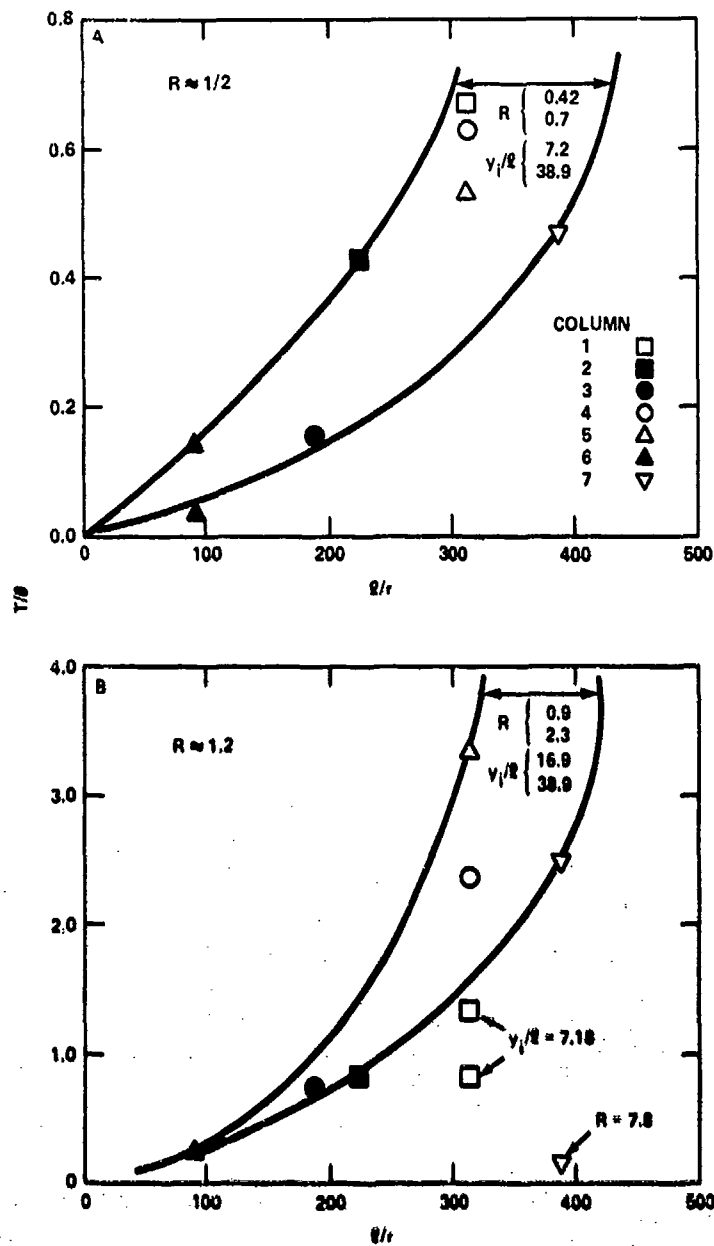 0.8
A
R ≈ 1/2
R { 0.42
0.7
yᵢ/ℓ { 7.2
38.9
0.6
0.4
0.2
0.0
COLUMN
1 □
2 ■
3 ●
4 ○
5 △
6 ▲
7 ▽
0 100 200 300 400 500
ℓ/r
T/θ
4.0
B
R ≈ 1.2
R { 0.9
2.3
yᵢ/ℓ { 16.9
38.9
3.0
2.0
1.0
0
yᵢ/ℓ = 7.18
R = 7.8
0 100 200 300 400 500
ℓ/r